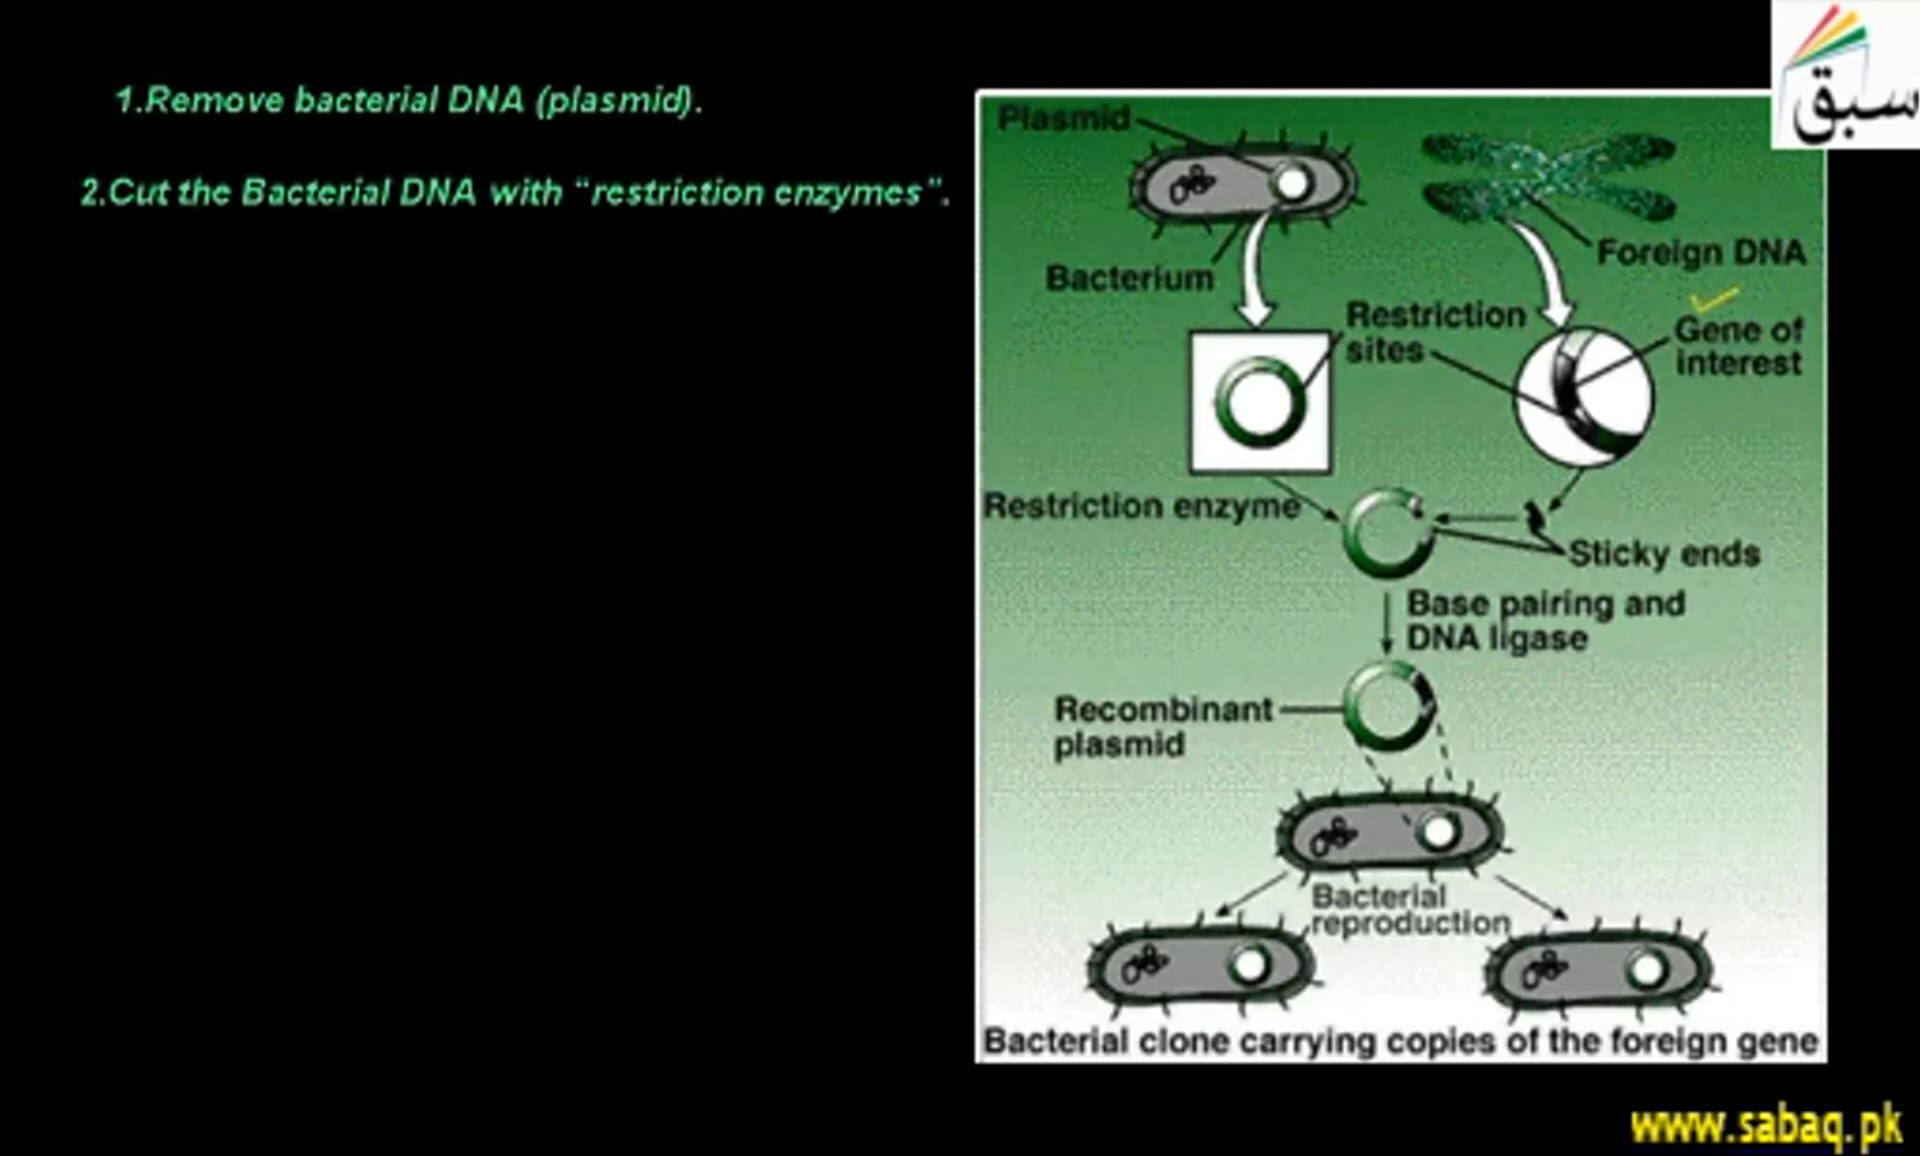 1.Remove bacterial DNA (plasmid).
2.Cut the Bacterial DNA with "restriction enzymes".
سبق
Plasmid
Bacterium
Foreign DNA
Restriction
sites
Gene of
interest
Restriction enzyme
Sticky ends
Base pairing and
DNA ligase
Recombinant
plasmid
Bacterial
reproduction
Bacterial clone carrying copies of the foreign gene
www.sabaq.pk